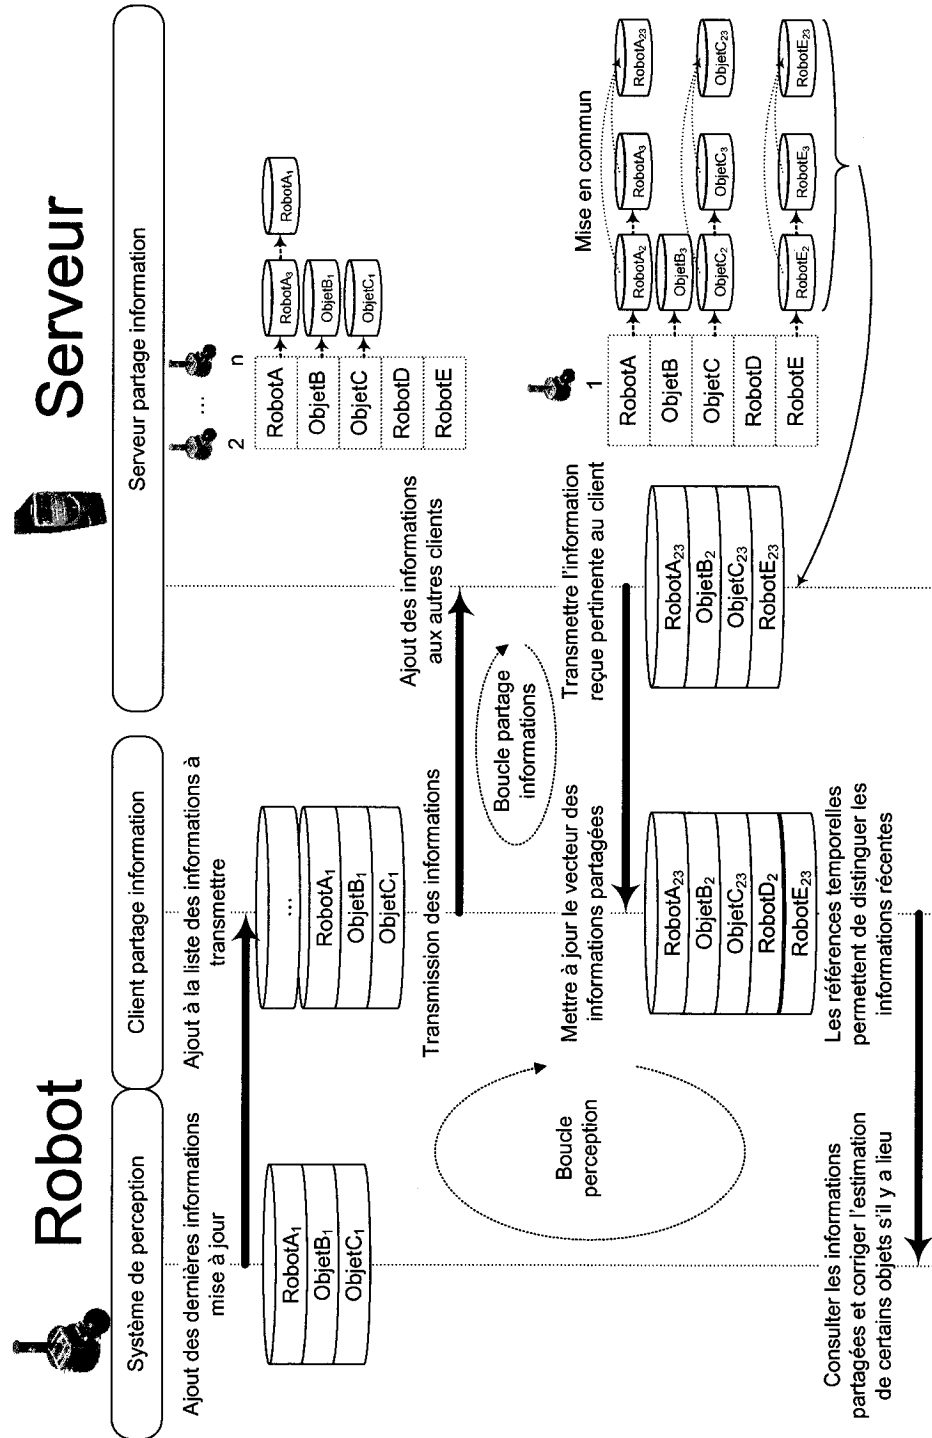 Robot
Serveur
Système de perception
Client partage information
Serveur partage information
Ajout des dernières informations
mise à jour
RobotA1
ObjetB1
ObjetC1
Ajout à la liste des informations à
transmettre
...
RobotA1
ObjetB1
ObjetC1
Transmission des informations
Ajout des informations
aux autres clients
2
...
n
RobotA
ObjetB
ObjetC
RobotD
RobotE
RobotA3
RobotA1
ObjetB1
ObjetC1
Boucle partage
informations
Boucle
perception
Mettre à jour le vecteur des
informations partagées
RobotA23
ObjetB2
ObjetC23
RobotD2
RobotE23
Transmettre l'information
reçue pertinente au client
RobotA23
ObjetB2
ObjetC23
RobotE23
1
RobotA
ObjetB
ObjetC
RobotD
RobotE
Mise en commun
RobotA2
RobotA3
RobotA23
ObjetB3
ObjetC2
ObjetC3
ObjetC23
RobotE2
RobotE3
RobotE23
Les références temporelles
permettent de distinguer les
informations récentes
Consulter les informations
partagées et corriger l'estimation
de certains objets s'il y a lieu